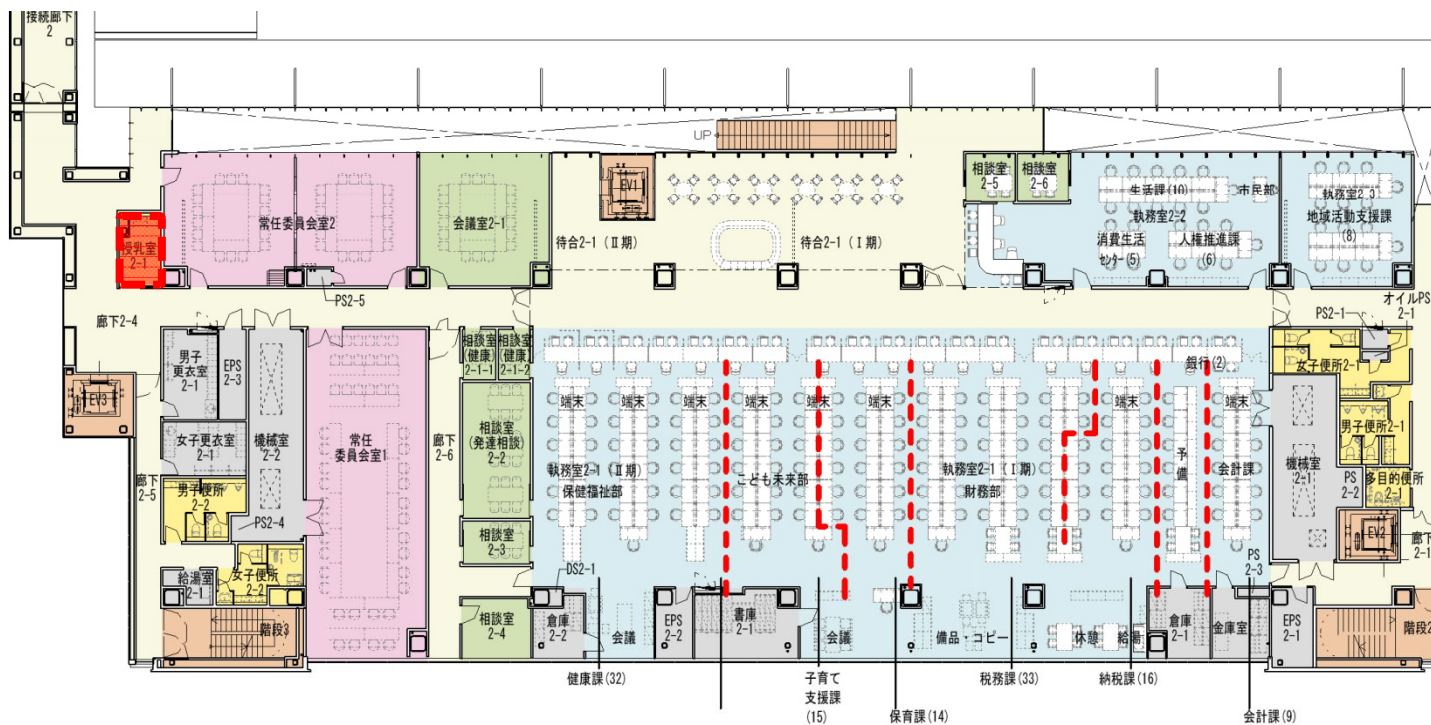 接続廊下
2
UP
EV1
相談室
2-5
相談室
2-6
生活課(10)
市民部
執務室2-2
執務室2-3
地域活動支援課
(8)
消費生活
センター(5)
人権推進課
(6)
常任委員会室2
会議室2-1
待合2-1(Ⅱ期)
待合2-1(Ⅰ期)
授乳室
2-1
PS2-5
廊下2-4
オイルPS
2-1
PS2-1
男子
更衣室
2-1
EPS
2-3
機械室
2-2
女子更衣室
2-1
EV3
廊下
2-5
男子便所
2-2
PS2-4
給湯室
2-1
女子便所
2-2
階段3
常任
委員会室1
廊下
2-6
相談室
(健康)
2-1-1
相談室
(健康)
2-1-2
相談室
(発達相談)
2-2
相談室
2-3
相談室
2-4
DS2-1
倉庫
2-2
端末
端末
端末
端末
端末
端末
端末
端末
端末
執務室2-1(Ⅱ期)
保健福祉部
こども未来部
執務室2-1(Ⅰ期)
財務部
銀行(2)
予備
会計課
女子便所2-1
男子便所2-1
機械室
2-1
PS
2-2
多目的便所
2-1
EV2
廊下
2-1
PS
2-3
会議
EPS
2-2
書庫
2-1
会議
備品・コピー
休憩
給湯
倉庫
2-1
金庫室
EPS
2-1
階段2
健康課(32)
子育て
支援課
(15)
保育課(14)
税務課(33)
納税課(16)
会計課(9)